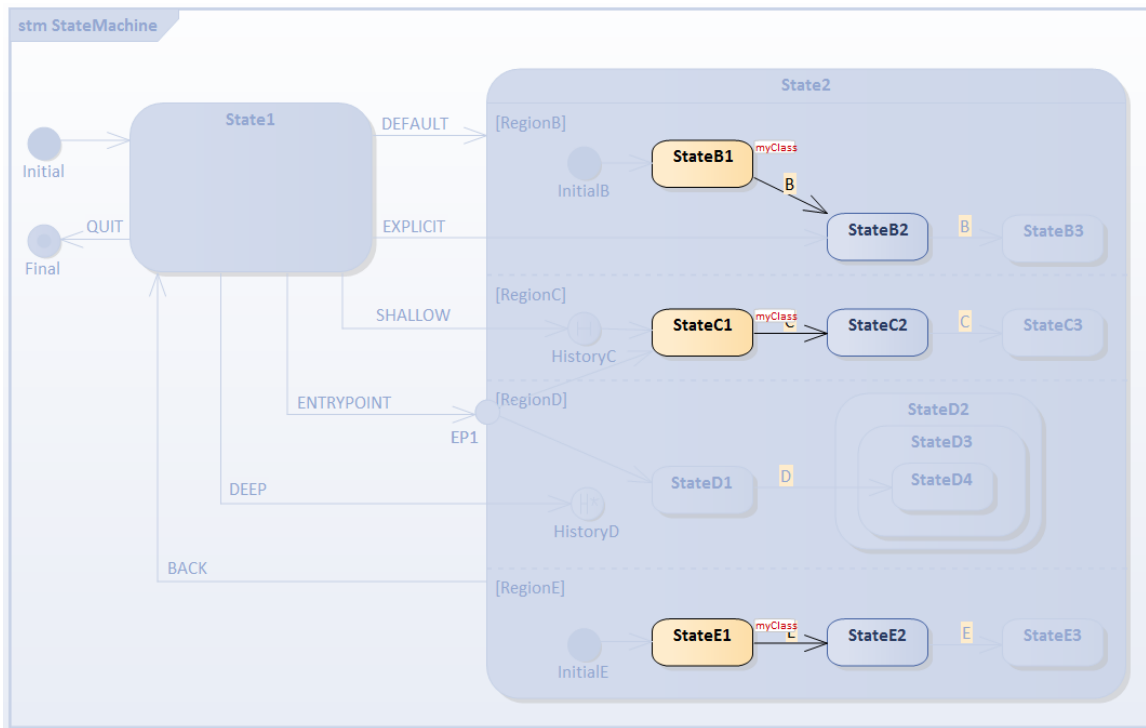 stm StateMachine
State2
State1
DEFAULT
[RegionB]
Initial
InitialB
StateB1
myClass
B
QUIT
EXPLICIT
StateB2
B
StateB3
Final
[RegionC]
SHALLOW
H
HistoryC
StateC1
myClass
C
StateC2
C
StateC3
ENTRYPOINT
[RegionD]
EP1
StateD2
StateD3
StateD4
StateD1
D
DEEP
H*
HistoryD
BACK
[RegionE]
InitialE
StateE1
myClass
E
StateE2
E
StateE3